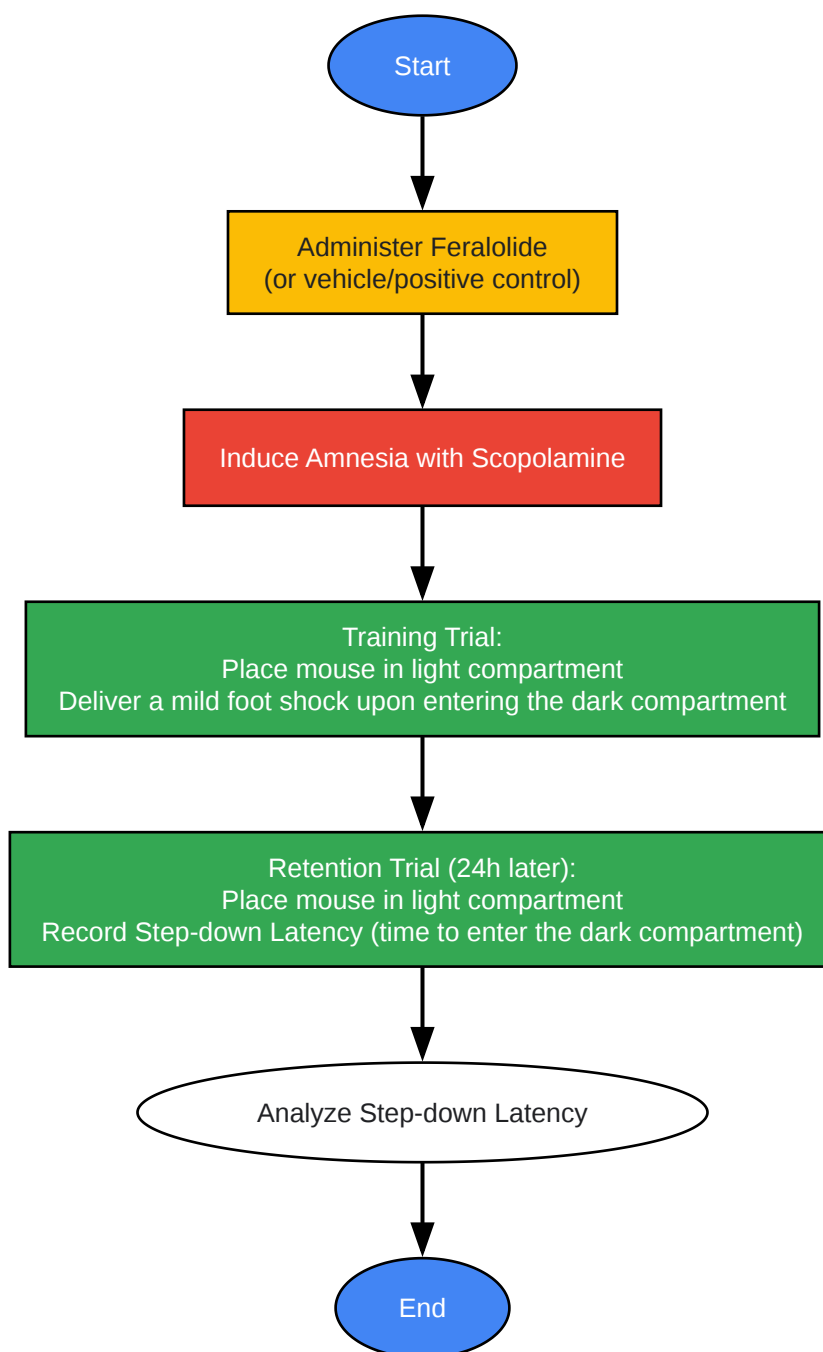 Start
Administer Feralolide
(or vehicle/positive control)
Induce Amnesia with Scopolamine
Training Trial:
Place mouse in light compartment
Deliver a mild foot shock upon entering the dark compartment
Retention Trial (24h later):
Place mouse in light compartment
Record Step-down Latency (time to enter the dark compartment)
Analyze Step-down Latency
End